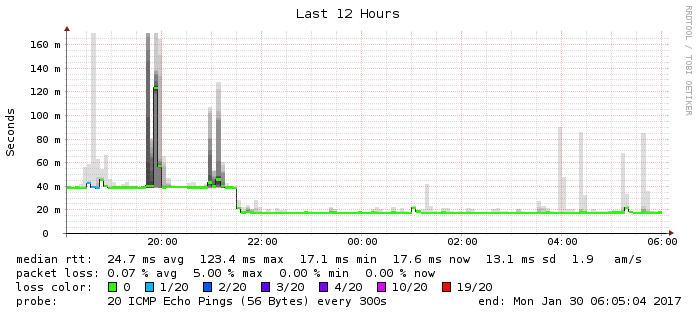 Last 12 Hours
RRDTOOL / TOBI OETIKER
Seconds
160 m
140 m
120 m
100 m
80 m
60 m
40 m
20 m
0
20:00 22:00 00:00 02:00 04:00 06:00
median rtt: 24.7 ms avg 123.4 ms max 17.1 ms min 17.6 ms now 13.1 ms sd 1.9 am/s
packet loss: 0.07 % avg 5.00 % max 0.00 % min 0.00 % now
loss color: 0 1/20 2/20 3/20 4/20 10/20 19/20
probe: 20 ICMP Echo Pings (56 Bytes) every 300s end: Mon Jan 30 06:05:04 2017